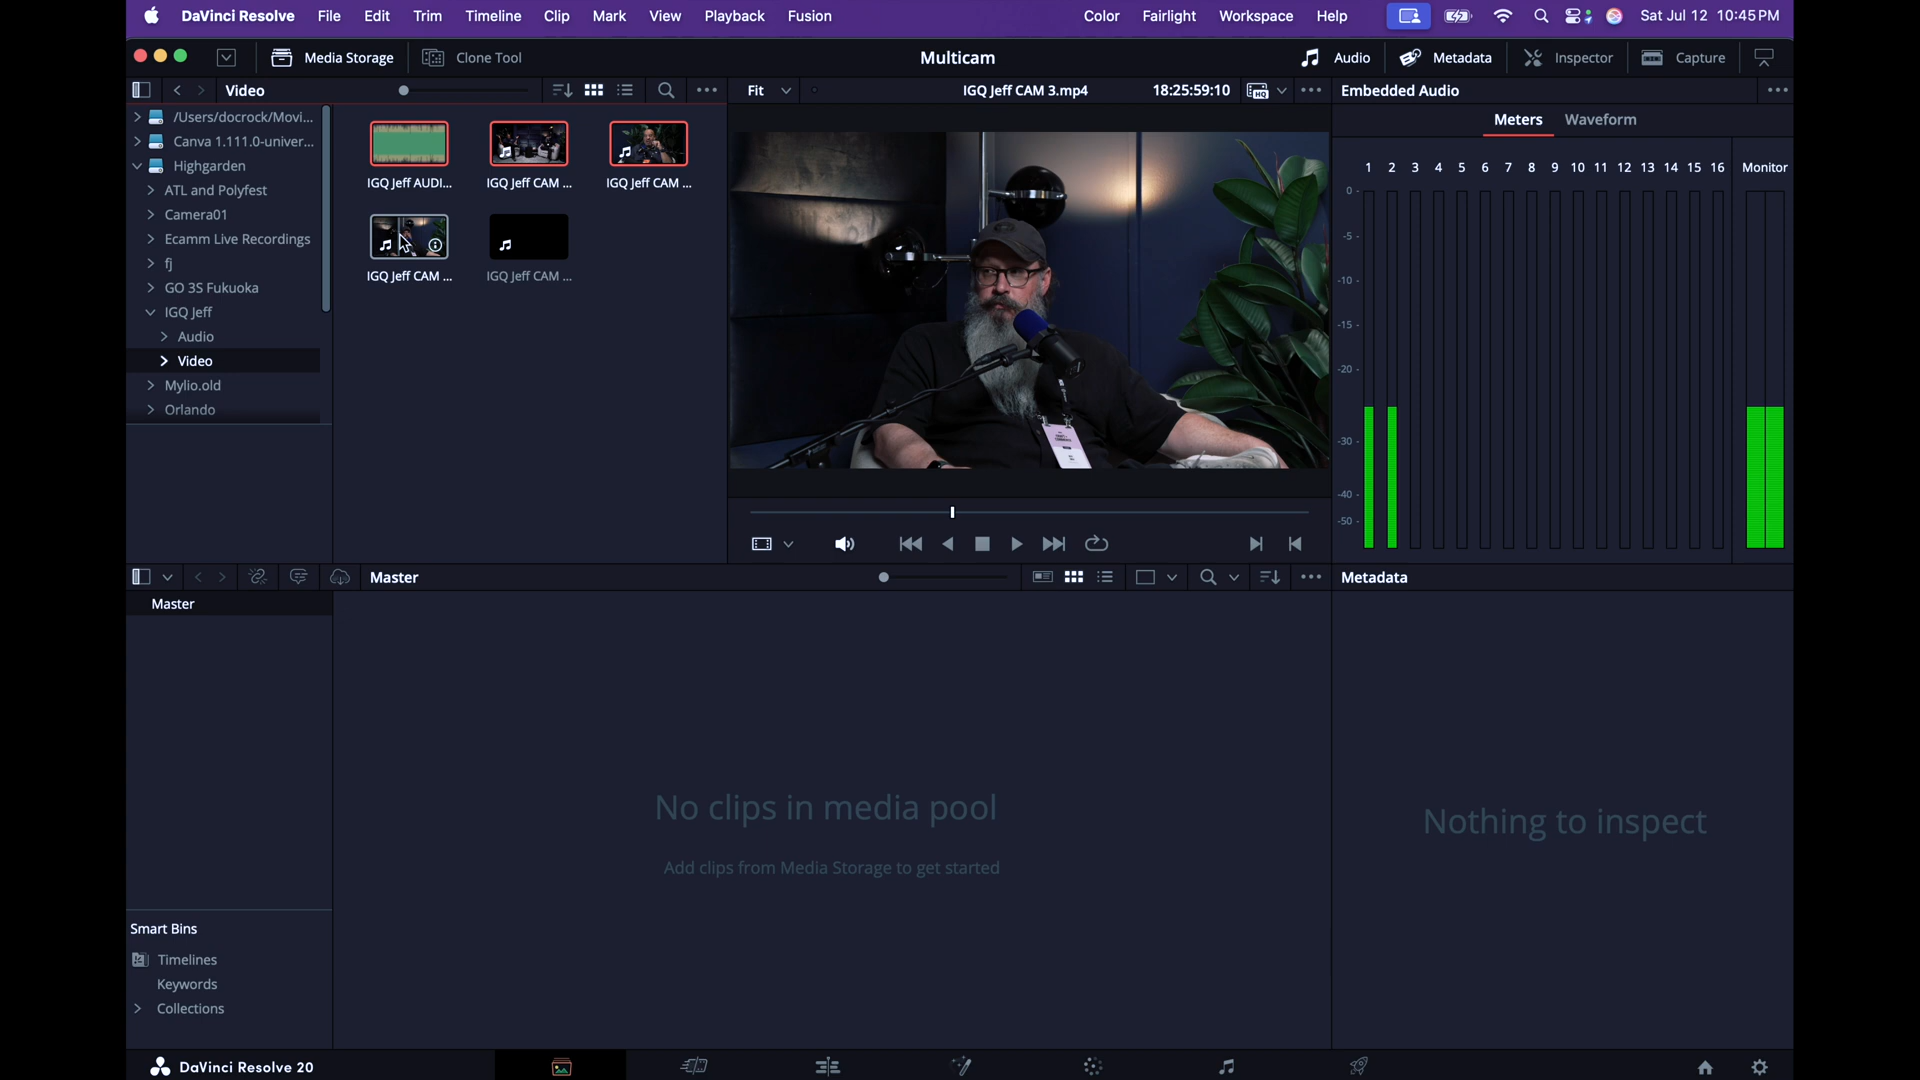 DaVinci Resolve File Edit Trim Timeline Clip Mark View Playback Fusion Color Fairlight Workspace Help Sat Jul 12 10:45 PM
Media Storage Clone Tool Multicam Audio Metadata Inspector Capture
Video Fit IGQ Jeff CAM 3.mp4 18:25:59:10 Embedded Audio
/Users/docrock/Movi...
Canva 1.111.0-univer...
Highgarden
ATL and Polyfest
Camera01
Ecamm Live Recordings
fj
GO 3S Fukuoka
IGQ Jeff
Audio
Video
Mylio.old
Orlando
IGQ Jeff AUDI... IGQ Jeff CAM ... IGQ Jeff CAM ...
IGQ Jeff CAM ... IGQ Jeff CAM ...
Meters Waveform
1 2 3 4 5 6 7 8 9 10 11 12 13 14 15 16 Monitor
0
-5
-10
-15
-20
-30
-40
-50
Master Metadata
Master
No clips in media pool
Add clips from Media Storage to get started
Nothing to inspect
Smart Bins
Timelines
Keywords
Collections
DaVinci Resolve 20